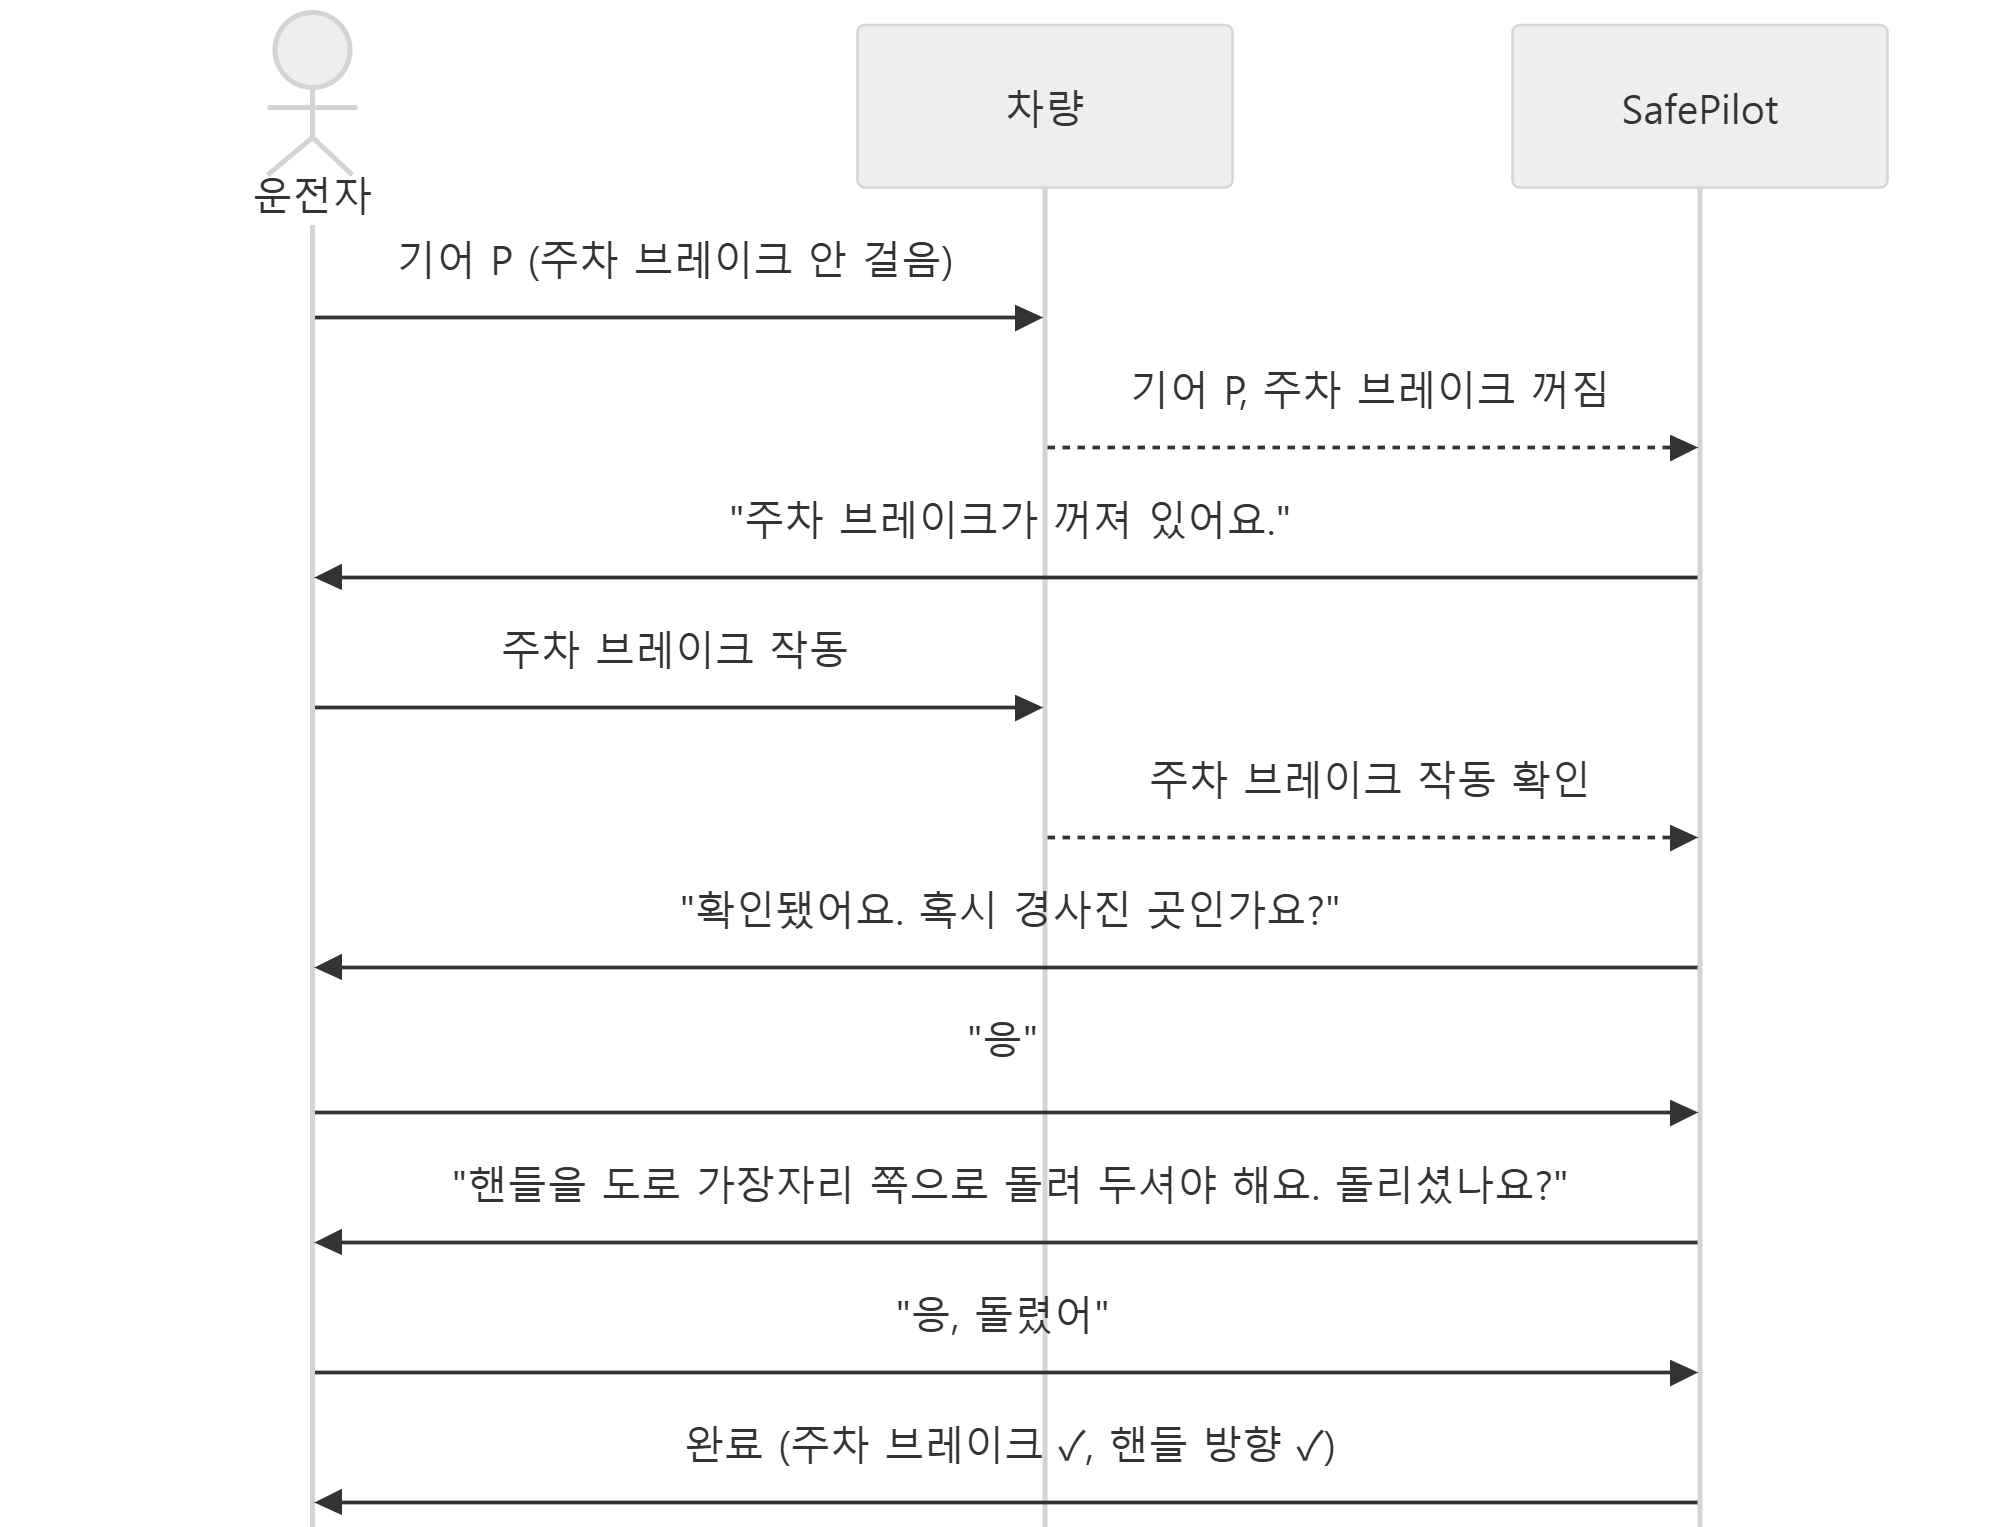 운전자
차량
SafePilot
기어 P (주차 브레이크 안 걸음)
기어 P, 주차 브레이크 꺼짐
"주차 브레이크가 꺼져 있어요."
주차 브레이크 작동
주차 브레이크 작동 확인
"확인됐어요. 혹시 경사진 곳인가요?"
"응"
"핸들을 도로 가장자리 쪽으로 돌려 두셔야 해요. 돌리셨나요?"
"응, 돌렸어"
완료 (주차 브레이크 ✓, 핸들 방향 ✓)